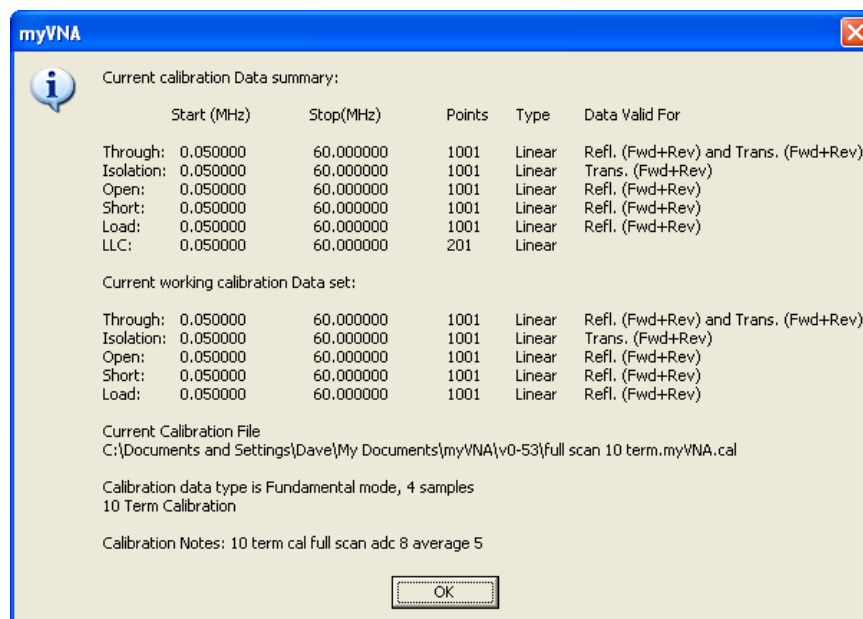 myVNA
Current calibration Data summary:
Start (MHz) Stop(MHz) Points Type Data Valid For
Through: 0.050000 60.000000 1001 Linear Refl. (Fwd+Rev) and Trans. (Fwd+Rev)
Isolation: 0.050000 60.000000 1001 Linear Trans. (Fwd+Rev)
Open: 0.050000 60.000000 1001 Linear Refl. (Fwd+Rev)
Short: 0.050000 60.000000 1001 Linear Refl. (Fwd+Rev)
Load: 0.050000 60.000000 1001 Linear Refl. (Fwd+Rev)
LLC: 0.050000 60.000000 201 Linear
Current working calibration Data set:
Through: 0.050000 60.000000 1001 Linear Refl. (Fwd+Rev) and Trans. (Fwd+Rev)
Isolation: 0.050000 60.000000 1001 Linear Trans. (Fwd+Rev)
Open: 0.050000 60.000000 1001 Linear Refl. (Fwd+Rev)
Short: 0.050000 60.000000 1001 Linear Refl. (Fwd+Rev)
Load: 0.050000 60.000000 1001 Linear Refl. (Fwd+Rev)
Current Calibration File
C:\Documents and Settings\Dave\My Documents\myVNA\v0-53\full scan 10 term.myVNA.cal
Calibration data type is Fundamental mode, 4 samples
10 Term Calibration
Calibration Notes: 10 term cal full scan adc 8 average 5
OK